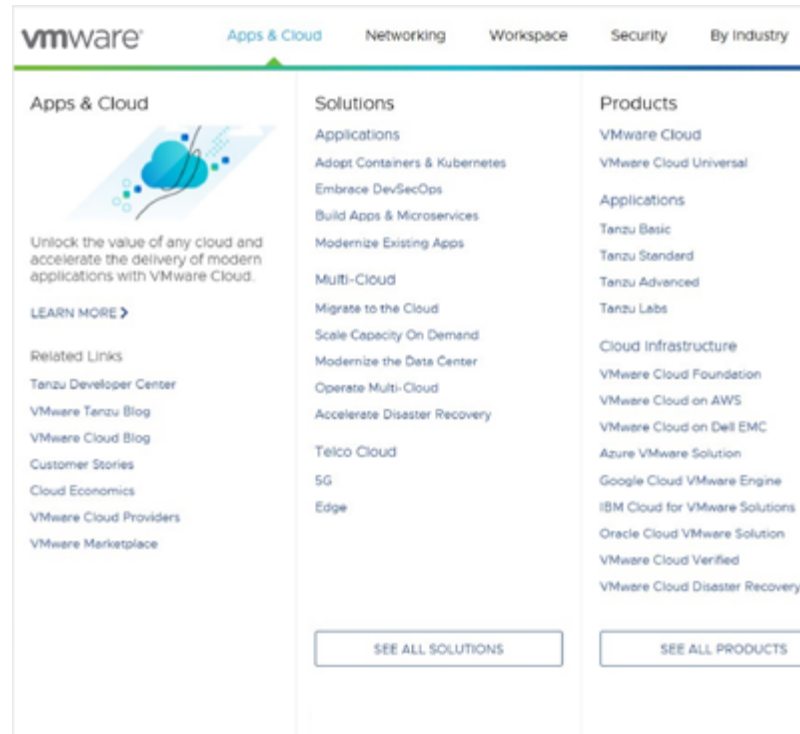 vmware
Apps & Cloud
Networking
Workspace
Security
By Industry
Apps & Cloud
Unlock the value of any cloud and
accelerate the delivery of modern
applications with VMware Cloud.
LEARN MORE
Related Links
Tanzu Developer Center
VMware Tanzu Blog
VMware Cloud Blog
Customer Stories
Cloud Economics
VMware Cloud Providers
VMware Marketplace
Solutions
Applications
Adopt Containers & Kubernetes
Embrace DevSecOps
Build Apps & Microservices
Modernize Existing Apps
Multi-Cloud
Migrate to the Cloud
Scale Capacity On Demand
Modernize the Data Center
Operate Multi-Cloud
Accelerate Disaster Recovery
Telco Cloud
5G
Edge
SEE ALL SOLUTIONS
Products
VMware Cloud
VMware Cloud Universal
Applications
Tanzu Basic
Tanzu Standard
Tanzu Advanced
Tanzu Labs
Cloud Infrastructure
VMware Cloud Foundation
VMware Cloud on AWS
VMware Cloud on Dell EMC
Azure VMware Solution
Google Cloud VMware Engine
IBM Cloud for VMware Solutions
Oracle Cloud VMware Solution
VMware Cloud Verified
VMware Cloud Disaster Recovery
SEE ALL PRODUCTS